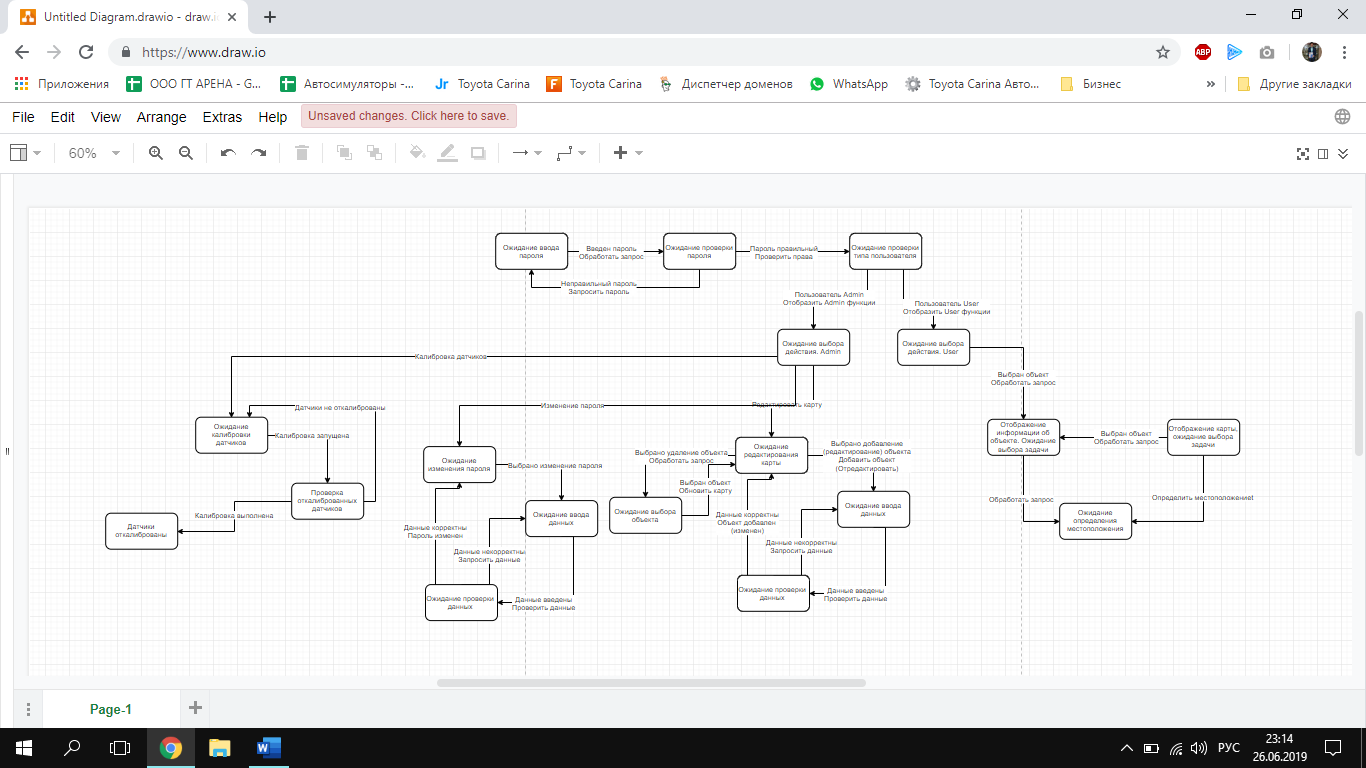 Untitled Diagram.drawio - draw.i
https://www.draw.io
ABP
Приложения
ООО ГТ АРЕНА - G...
Автосимуляторы -...
Jr Toyota Carina
F Toyota Carina
Диспетчер доменов
WhatsApp
Toyota Carina Авто...
Бизнес
»
Другие закладки
File Edit View Arrange Extras Help
Unsaved changes. Click here to save.
60%
Ожидание ввода
пароля
Введен пароль
Обработать запрос
Ожидание проверки
пароля
Пароль правильный
Проверить права
Ожидание проверки
типа пользователя
Неправильный пароль
Запросить пароль
Пользователь Admin
Отобразить Admin функции
Пользователь User
Отобразить User функции
Ожидание выбора
действия. Admin
Ожидание выбора
действия. User
Калибровка датчиков
Выбран объект
Обработать запрос
Датчики не откалиброваны
Изменение пароля
Редактировать карту
Ожидание
калибровки
датчиков
Калибровка запущена
Ожидание
изменения пароля
Выбрано изменение пароля
Выбрано удаление объекта
Обработать запрос
Ожидание
редактирования
карты
Выбрано добавление
(редактирование) объекта
Добавить объект
(Отредактировать)
Отображение
информации об
объекте. Ожидание
выбора задачи
Выбран объект
Обработать запрос
Отображение карты,
ожидание выбора
задачи
Выбран объект
Обновить карту
Проверка
откалиброванных
датчиков
Калибровка выполнена
Датчики
откалиброваны
Данные корректны
Пароль изменен
Ожидание ввода
данных
Ожидание выбора
объекта
Данные корректны
Объект добавлен
(изменен)
Ожидание ввода
данных
Обработать запрос
Определить местоположениеt
Ожидание
определения
местоположения
Данные некорректны
Запросить данные
Данные некорректны
Запросить данные
Ожидание проверки
данных
Данные введены
Проверить данные
Ожидание проверки
данных
Данные введены
Проверить данные
Page-1
W
РУС
23:14
26.06.2019